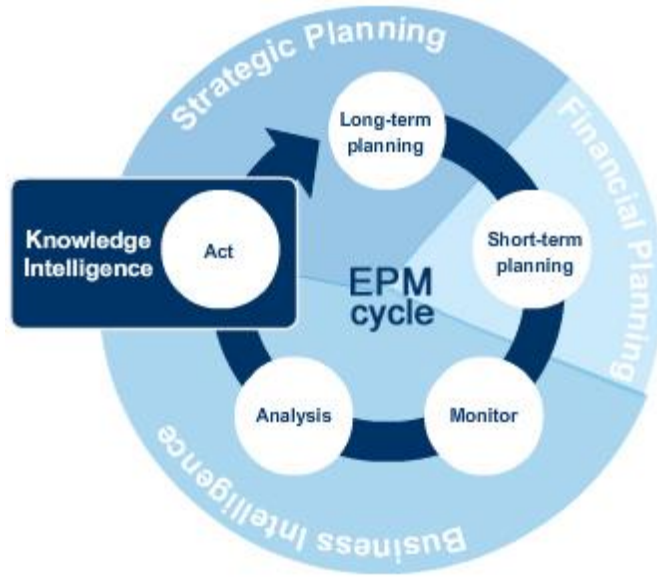 Strategic Planning
Financial Planning
Long-term
planning
Short-term
planning
Knowledge
Intelligence
Act
EPM
cycle
Analysis
Monitor
Business Intelligence